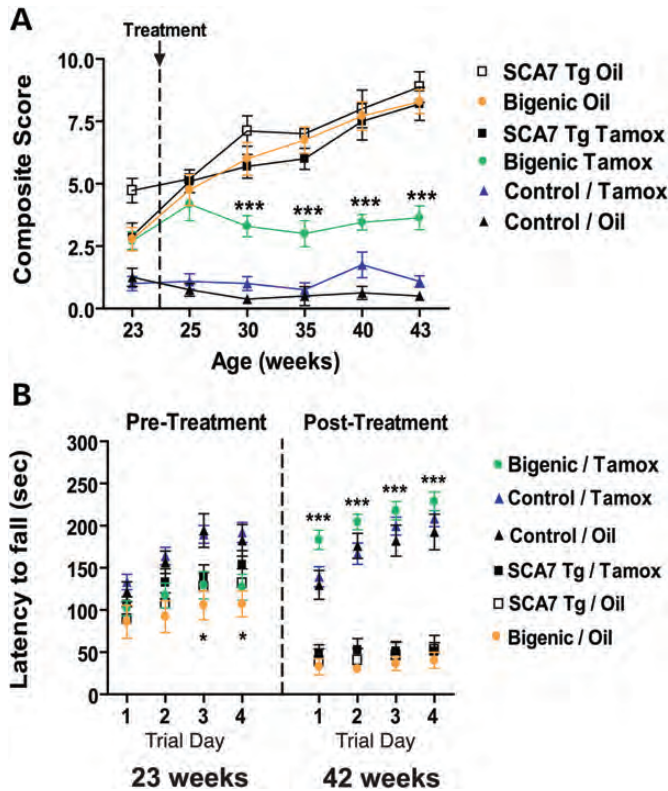 A
Treatment
Composite Score
10.0
7.5
5.0
2.5
0.0
***
***
***
***
23
25
30
35
40
43
Age (weeks)
SCA7 Tg Oil
Bigenic Oil
SCA7 Tg Tamox
Bigenic Tamox
Control / Tamox
Control / Oil
B
Pre-Treatment
Post-Treatment
Latency to fall (sec)
300
250
200
150
100
50
0
*
*
***
***
***
***
1 2 3 4
1 2 3 4
Trial Day
Trial Day
23 weeks
42 weeks
Bigenic / Tamox
Control / Tamox
Control / Oil
SCA7 Tg / Tamox
SCA7 Tg / Oil
Bigenic / Oil